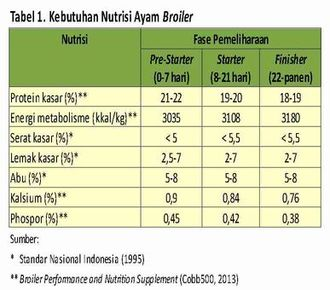 Tabel 1. Kebutuhan Nutrisi Ayam Broiler
Nutrisi Fase Pemeliharaan
Pre-Starter Starter Finisher
(0-7 hari) (8-21 hari) (22-panen)
Protein kasar (%)** 21-22 19-20 18-19
Energi metabolisme (kkal/kg)** 3035 3108 3180
Serat kasar (%)* < 5 < 5,5 < 5,5
Lemak kasar (%)* 2,5-7 2-7 2-7
Abu (%)* 5-8 5-8 5-8
Kalsium (%)** 0,9 0,84 0,76
Phospor (%)** 0,45 0,42 0,38
Sumber:
* Standar Nasional Indonesia (1995)
** Broiler Performance and Nutrition Supplement (Cobb500, 2013)